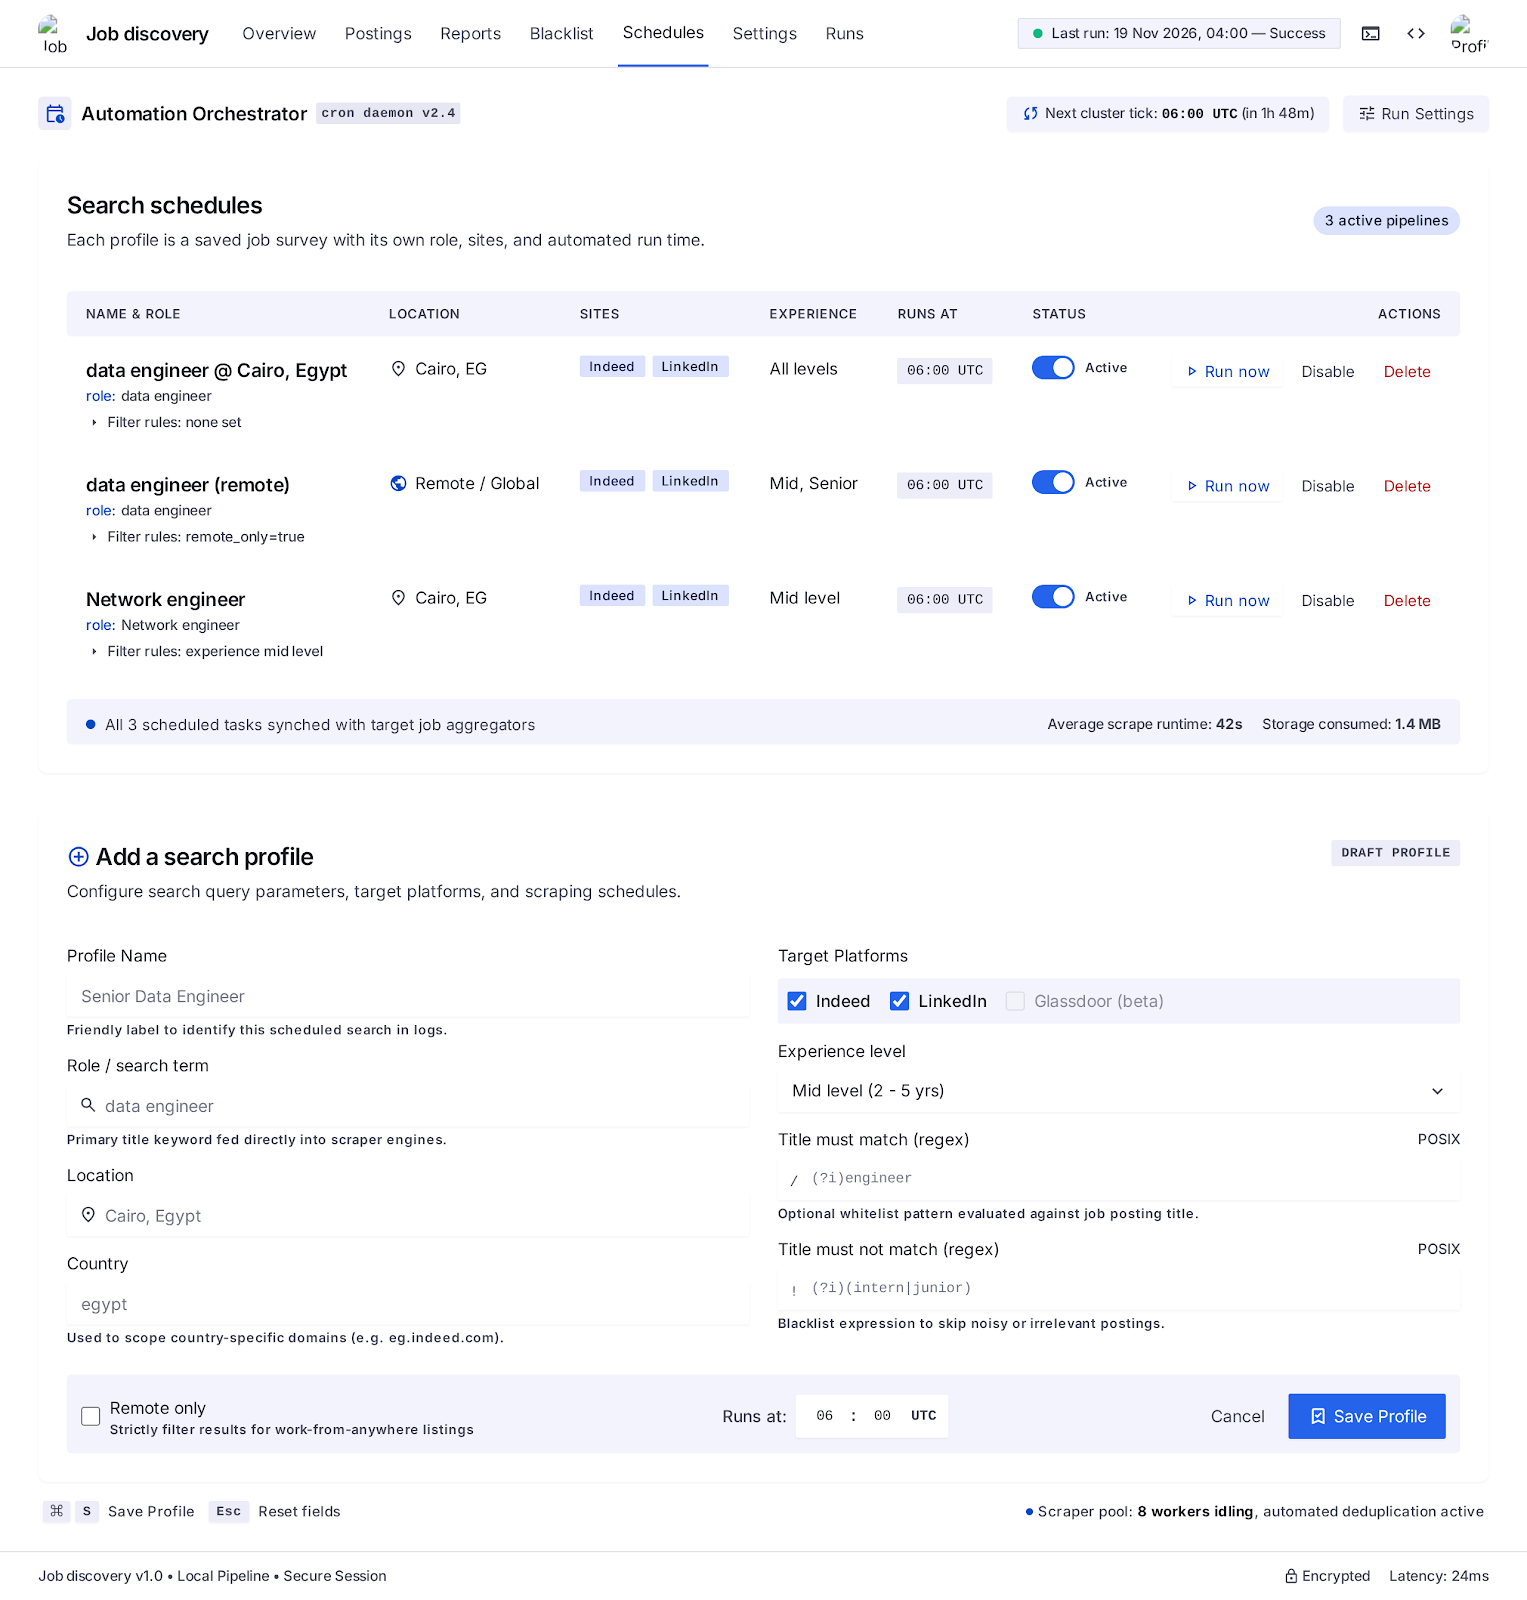 Job
Job discovery
Overview
Postings
Reports
Blacklist
Schedules
Settings
Runs
Last run: 19 Nov 2026, 04:00 — Success
Profi
Automation Orchestrator
cron daemon v2.4
Next cluster tick: 06:00 UTC (in 1h 48m)
Run Settings
Search schedules
Each profile is a saved job survey with its own role, sites, and automated run time.
3 active pipelines
NAME & ROLE
LOCATION
SITES
EXPERIENCE
RUNS AT
STATUS
ACTIONS
data engineer @ Cairo, Egypt
role: data engineer
Filter rules: none set
Cairo, EG
Indeed
LinkedIn
All levels
06:00 UTC
Active
Run now
Disable
Delete
data engineer (remote)
role: data engineer
Filter rules: remote_only=true
Remote / Global
Indeed
LinkedIn
Mid, Senior
06:00 UTC
Active
Run now
Disable
Delete
Network engineer
role: Network engineer
Filter rules: experience mid level
Cairo, EG
Indeed
LinkedIn
Mid level
06:00 UTC
Active
Run now
Disable
Delete
All 3 scheduled tasks synched with target job aggregators
Average scrape runtime: 42s
Storage consumed: 1.4 MB
Add a search profile
Configure search query parameters, target platforms, and scraping schedules.
DRAFT PROFILE
Profile Name
Senior Data Engineer
Friendly label to identify this scheduled search in logs.
Role / search term
data engineer
Primary title keyword fed directly into scraper engines.
Location
Cairo, Egypt
Country
egypt
Used to scope country-specific domains (e.g. eg.indeed.com).
Target Platforms
Indeed
LinkedIn
Glassdoor (beta)
Experience level
Mid level (2 - 5 yrs)
Title must match (regex)
POSIX
/ (?i)engineer
Optional whitelist pattern evaluated against job posting title.
Title must not match (regex)
POSIX
! (?i)(intern|junior)
Blacklist expression to skip noisy or irrelevant postings.
Remote only
Strictly filter results for work-from-anywhere listings
Runs at: 06 : 00 UTC
Cancel
Save Profile
⌘ S Save Profile
Esc Reset fields
Scraper pool: 8 workers idling, automated deduplication active
Job discovery v1.0 • Local Pipeline • Secure Session
Encrypted
Latency: 24ms